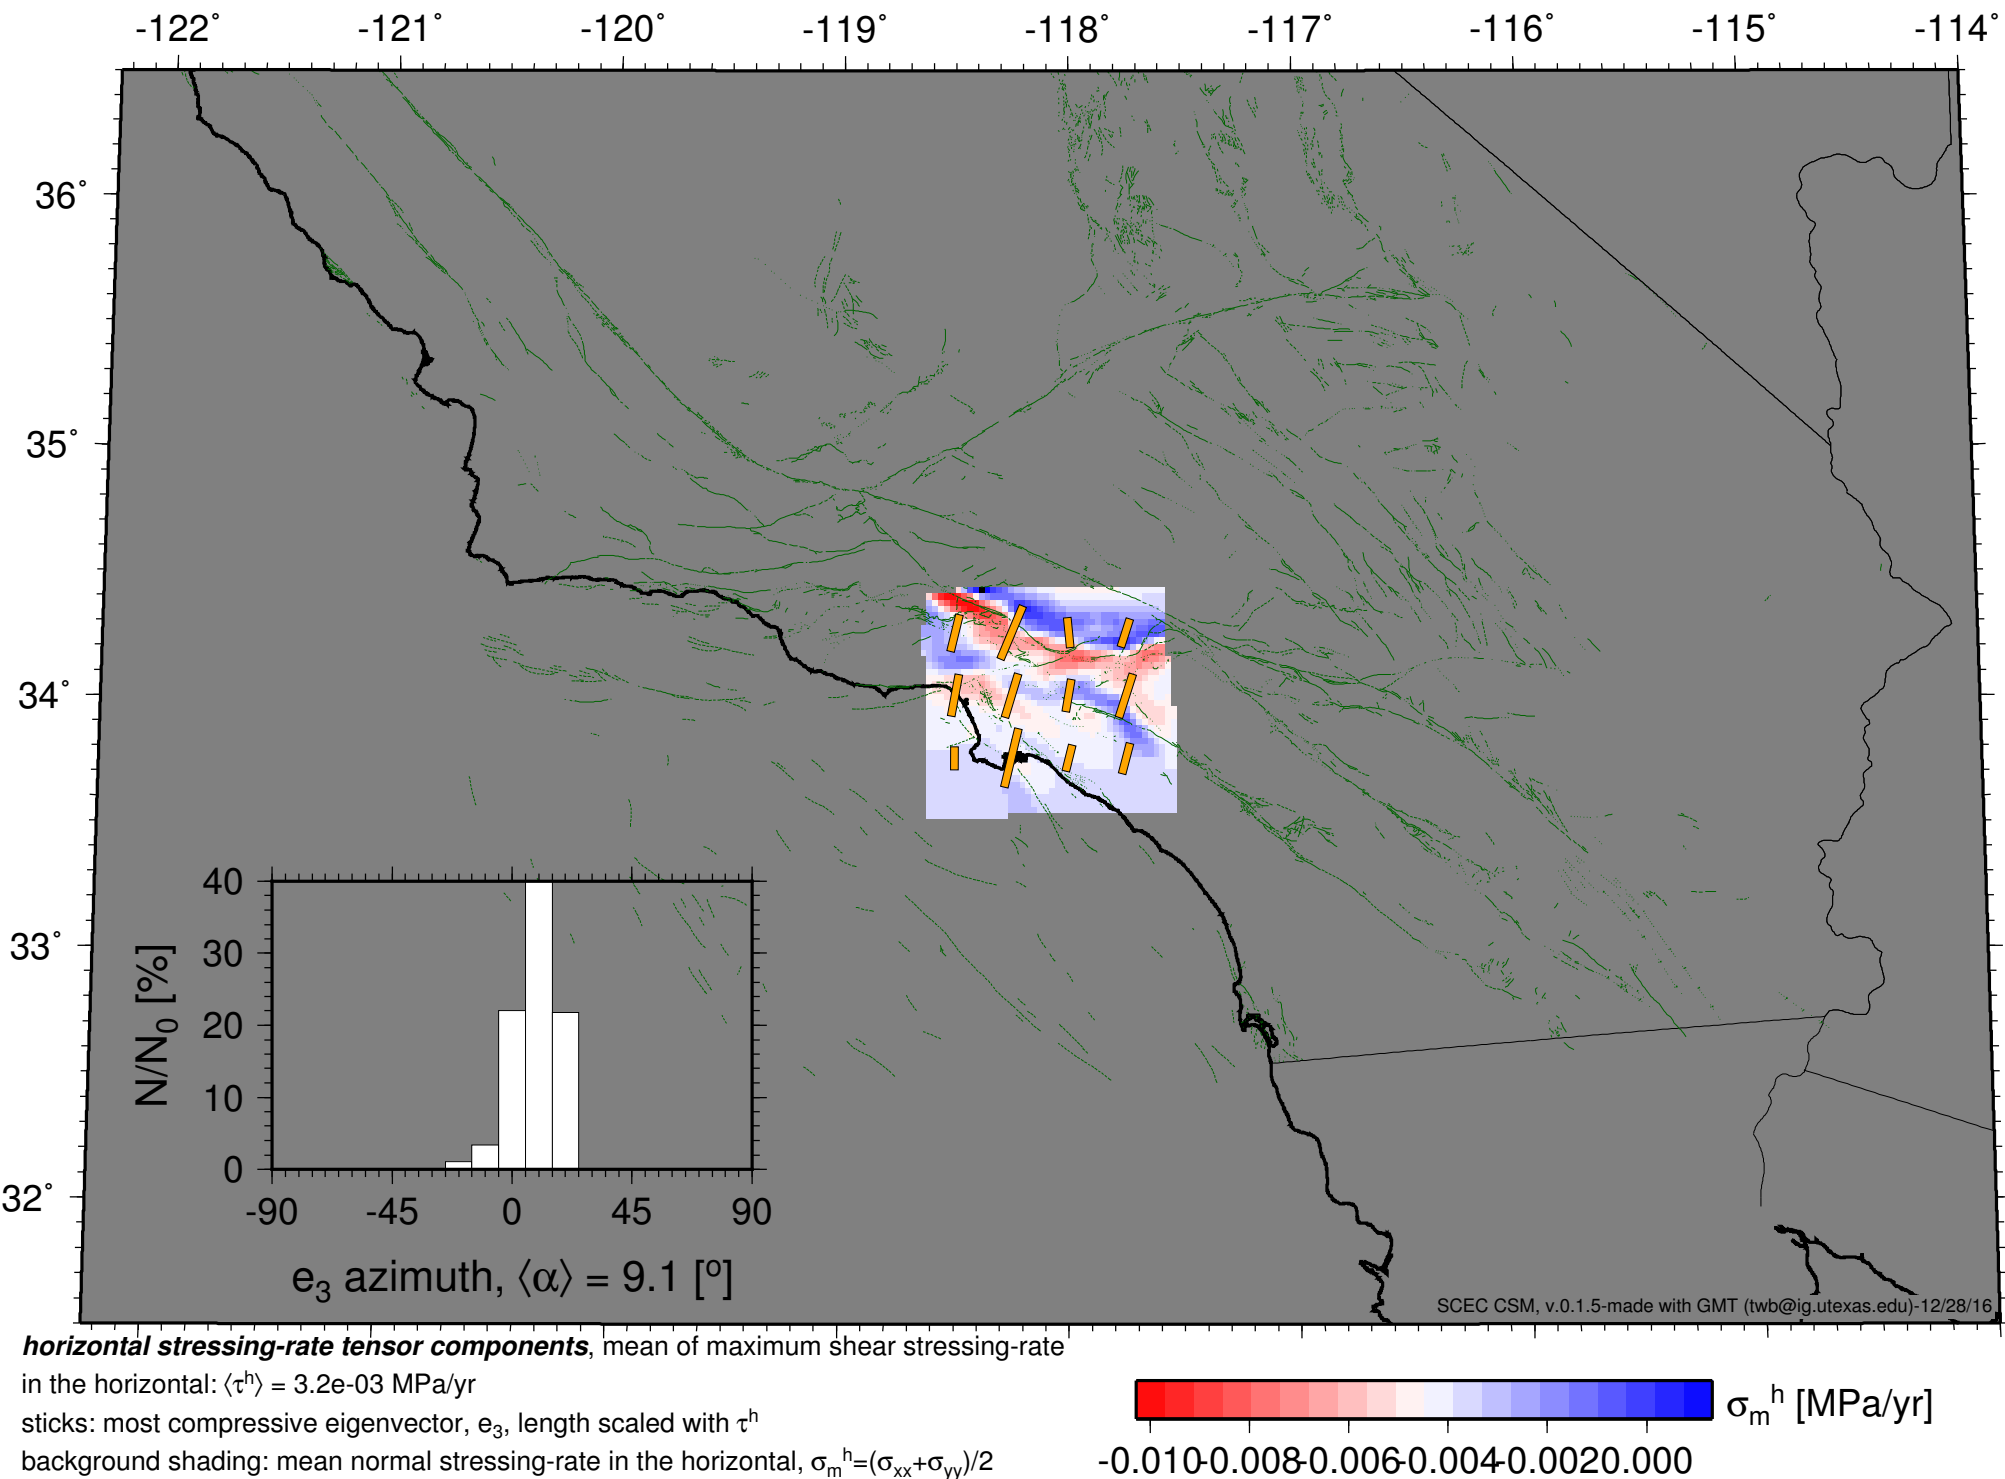 -122° -121° -120° -119° -118° -117° -116° -115° -114°
36°
35°
34°
33°
32°
40
30
20
10
0
N/N0 [%]
-90 -45 0 45 90
e3 azimuth, ⟨α⟩ = 9.1 [º]
SCEC CSM, v.0.1.5-made with GMT (twb@ig.utexas.edu)-12/28/16
horizontal stressing-rate tensor components, mean of maximum shear stressing-rate
in the horizontal: ⟨τh⟩ = 3.2e-03 MPa/yr
sticks: most compressive eigenvector, e3, length scaled with τh
background shading: mean normal stressing-rate in the horizontal, σmh=(σxx+σyy)/2
σmh [MPa/yr]
-0.010 -0.008 -0.006 -0.004 -0.002 0.000